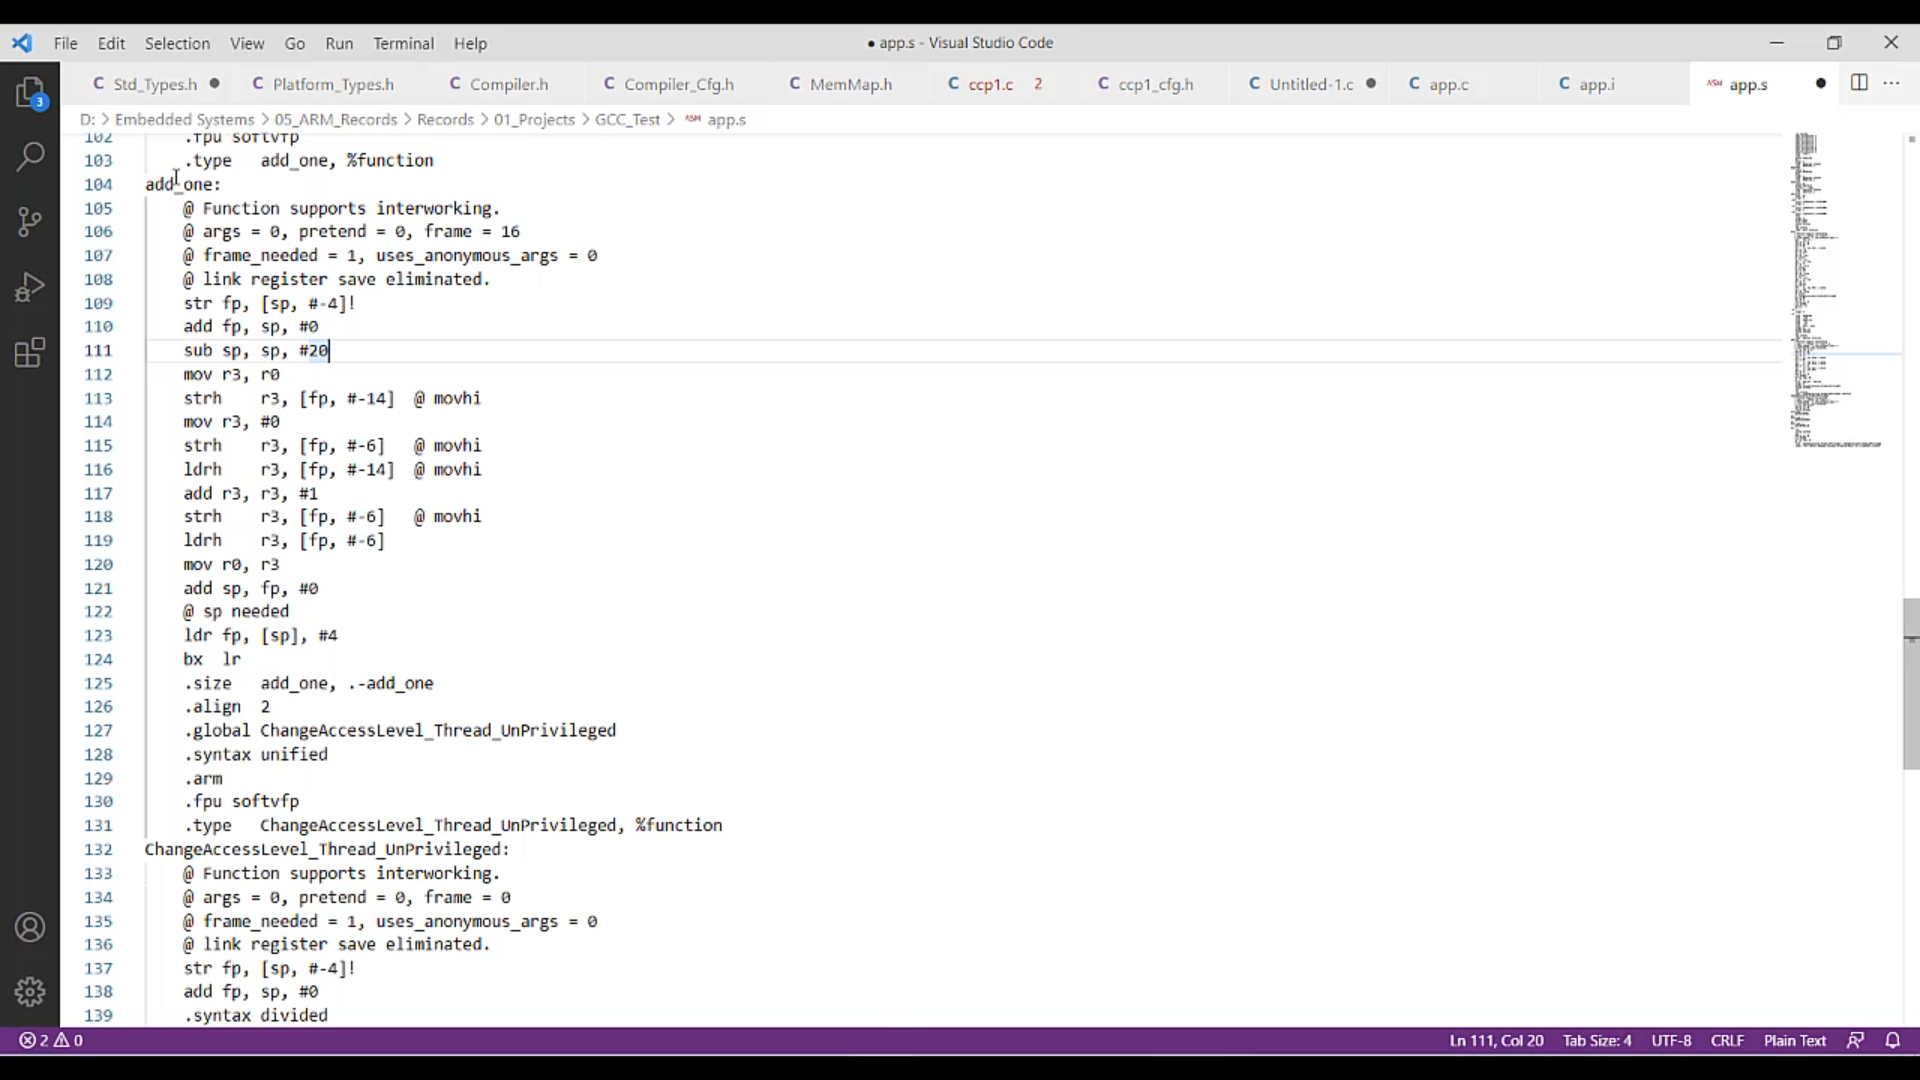 File Edit Selection View Go Run Terminal Help
● app.s - Visual Studio Code
C Std_Types.h ● C Platform_Types.h C Compiler.h C Compiler_Cfg.h C MemMap.h C ccp1.c 2 C ccp1_cfg.h C Untitled-1.c ● C app.c C app.i ASM app.s ●
3
D: > Embedded Systems > 05_ARM_Records > Records > 01_Projects > GCC_Test > ASM app.s
102 .fpu softvfp
103 .type add_one, %function
104 add_one:
105 @ Function supports interworking.
106 @ args = 0, pretend = 0, frame = 16
107 @ frame_needed = 1, uses_anonymous_args = 0
108 @ link register save eliminated.
109 str fp, [sp, #-4]!
110 add fp, sp, #0
111 sub sp, sp, #20
112 mov r3, r0
113 strh r3, [fp, #-14] @ movhi
114 mov r3, #0
115 strh r3, [fp, #-6] @ movhi
116 ldrh r3, [fp, #-14] @ movhi
117 add r3, r3, #1
118 strh r3, [fp, #-6] @ movhi
119 ldrh r3, [fp, #-6]
120 mov r0, r3
121 add sp, fp, #0
122 @ sp needed
123 ldr fp, [sp], #4
124 bx lr
125 .size add_one, .-add_one
126 .align 2
127 .global ChangeAccessLevel_Thread_UnPrivileged
128 .syntax unified
129 .arm
130 .fpu softvfp
131 .type ChangeAccessLevel_Thread_UnPrivileged, %function
132 ChangeAccessLevel_Thread_UnPrivileged:
133 @ Function supports interworking.
134 @ args = 0, pretend = 0, frame = 0
135 @ frame_needed = 1, uses_anonymous_args = 0
136 @ link register save eliminated.
137 str fp, [sp, #-4]!
138 add fp, sp, #0
139 .syntax divided
2 0 Ln 111, Col 20 Tab Size: 4 UTF-8 CRLF Plain Text